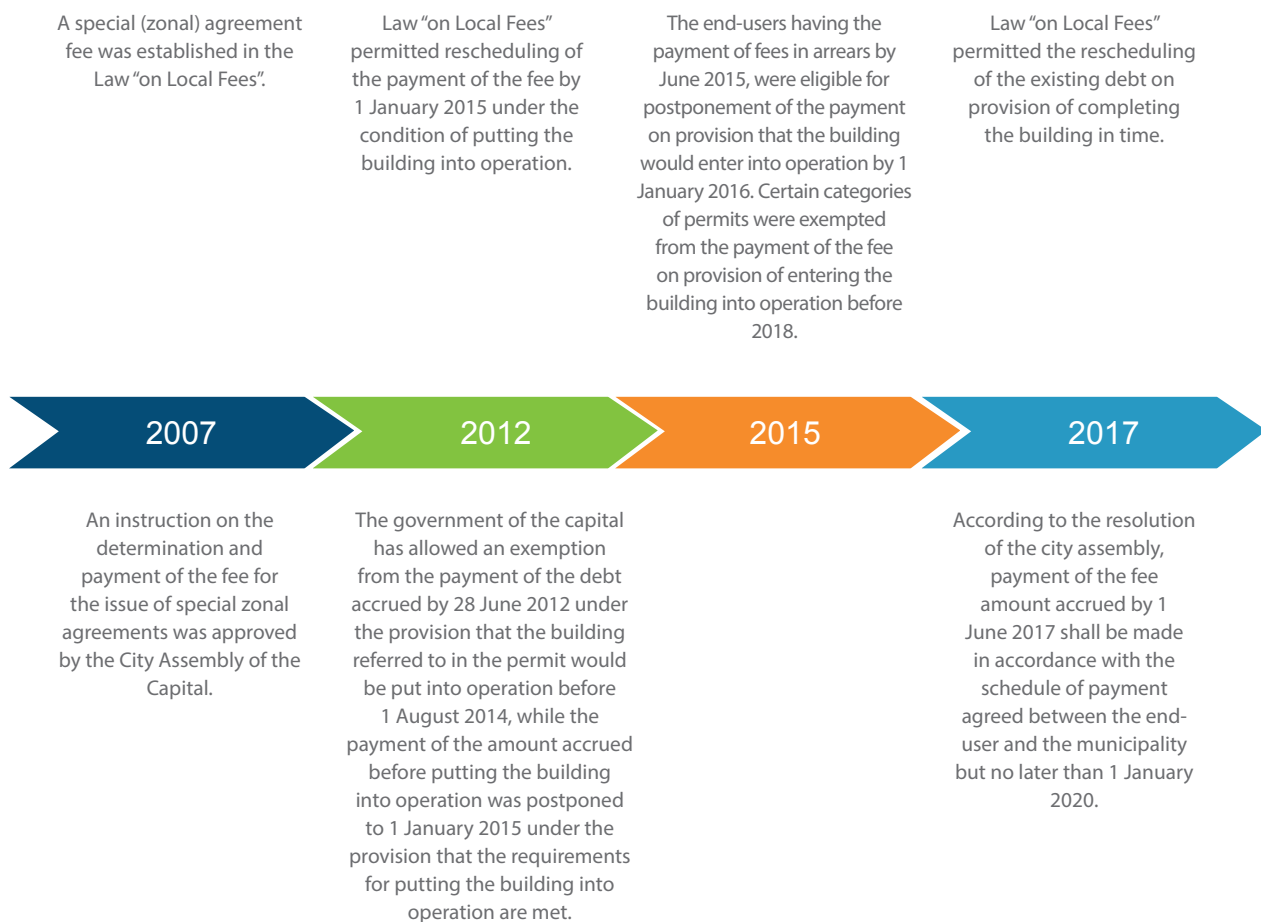 A special (zonal) agreement
fee was established in the
Law “on Local Fees”.
Law “on Local Fees”
permitted rescheduling of
the payment of the fee by
1 January 2015 under the
condition of putting the
building into operation.
The end-users having the
payment of fees in arrears by
June 2015, were eligible for
postponement of the payment
on provision that the building
would enter into operation by 1
January 2016. Certain categories
of permits were exempted
from the payment of the fee
on provision of entering the
building into operation before
2018.
Law “on Local Fees”
permitted the rescheduling
of the existing debt on
provision of completing
the building in time.
2007
2012
2015
2017
An instruction on the
determination and
payment of the fee for
the issue of special zonal
agreements was approved
by the City Assembly of the
Capital.
The government of the capital
has allowed an exemption
from the payment of the debt
accrued by 28 June 2012 under
the provision that the building
referred to in the permit would
be put into operation before
1 August 2014, while the
payment of the amount accrued
before putting the building
into operation was postponed
to 1 January 2015 under the
provision that the requirements
for putting the building into
operation are met.
According to the resolution
of the city assembly,
payment of the fee
amount accrued by 1
June 2017 shall be made
in accordance with the
schedule of payment
agreed between the end-
user and the municipality
but no later than 1 January
2020.